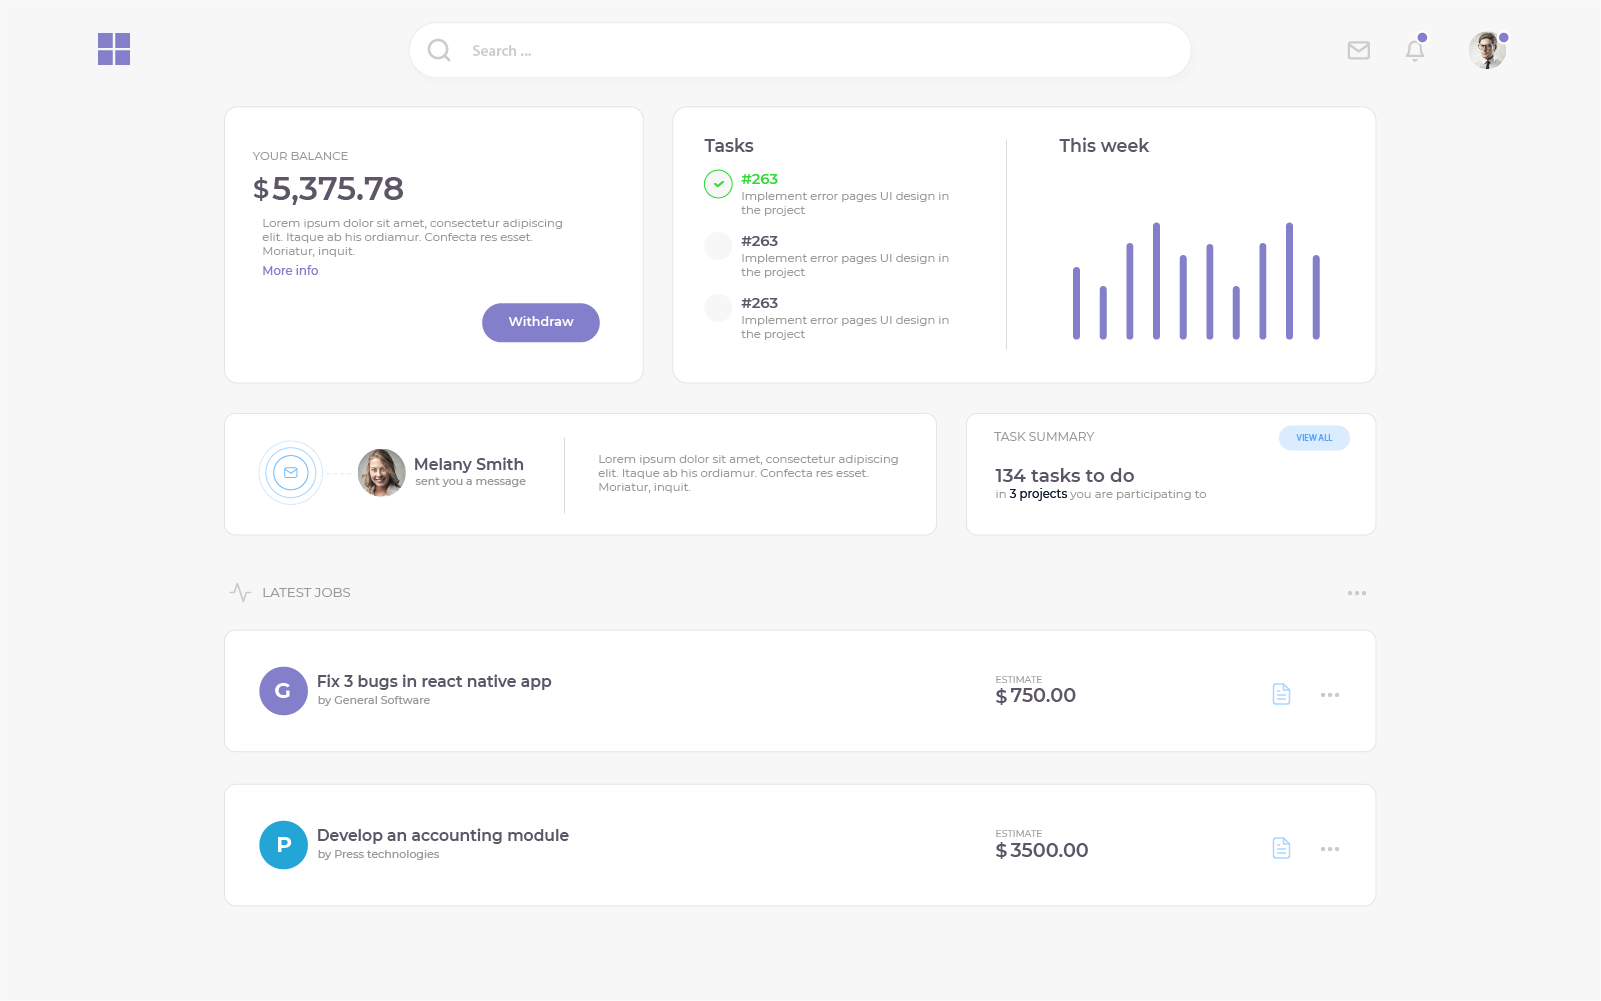 Search ...
YOUR BALANCE
$5,375.78
Lorem ipsum dolor sit amet, consectetur adipiscing
elit. Itaque ab his ordiamur. Confecta res esset.
Moriatur, inquit.
More info
Withdraw
Tasks
#263
Implement error pages UI design in
the project
#263
Implement error pages UI design in
the project
#263
Implement error pages UI design in
the project
This week
Melany Smith
sent you a message
Lorem ipsum dolor sit amet, consectetur adipiscing
elit. Itaque ab his ordiamur. Confecta res esset.
Moriatur, inquit.
TASK SUMMARY
VIEW ALL
134 tasks to do
in 3 projects you are participating to
LATEST JOBS
G
Fix 3 bugs in react native app
by General Software
ESTIMATE
$750.00
P
Develop an accounting module
by Press technologies
ESTIMATE
$3500.00